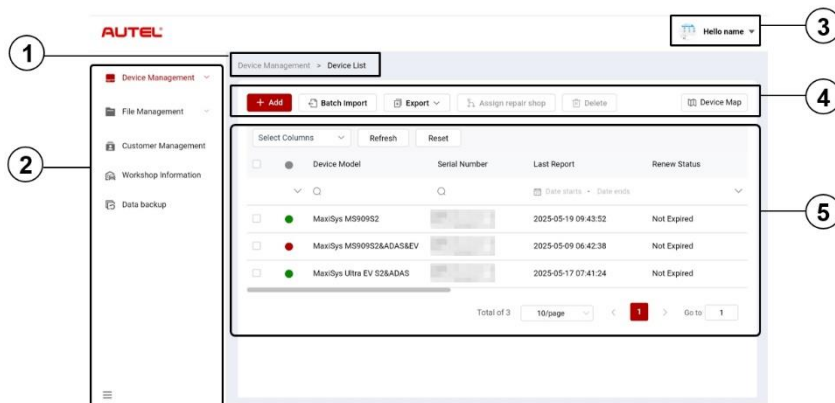 AUTEL
Hello name
3
1
Device Management > Device List
Device Management
+ Add Batch Import Export Assign repair shop Delete Device Map
4
File Management
Select Columns Refresh Reset
Customer Management
Device Model Serial Number Last Report Renew Status
2
Workshop Information
Date starts - Date ends
Data backup
5
MaxiSys MS909S2 2025-05-19 09:43:52 Not Expired
MaxiSys MS909S2&ADAS&EV 2025-05-09 06:42:38 Not Expired
MaxiSys Ultra EV S2&ADAS 2025-05-17 07:41:24 Not Expired
Total of 3 10/page < 1 > Go to 1